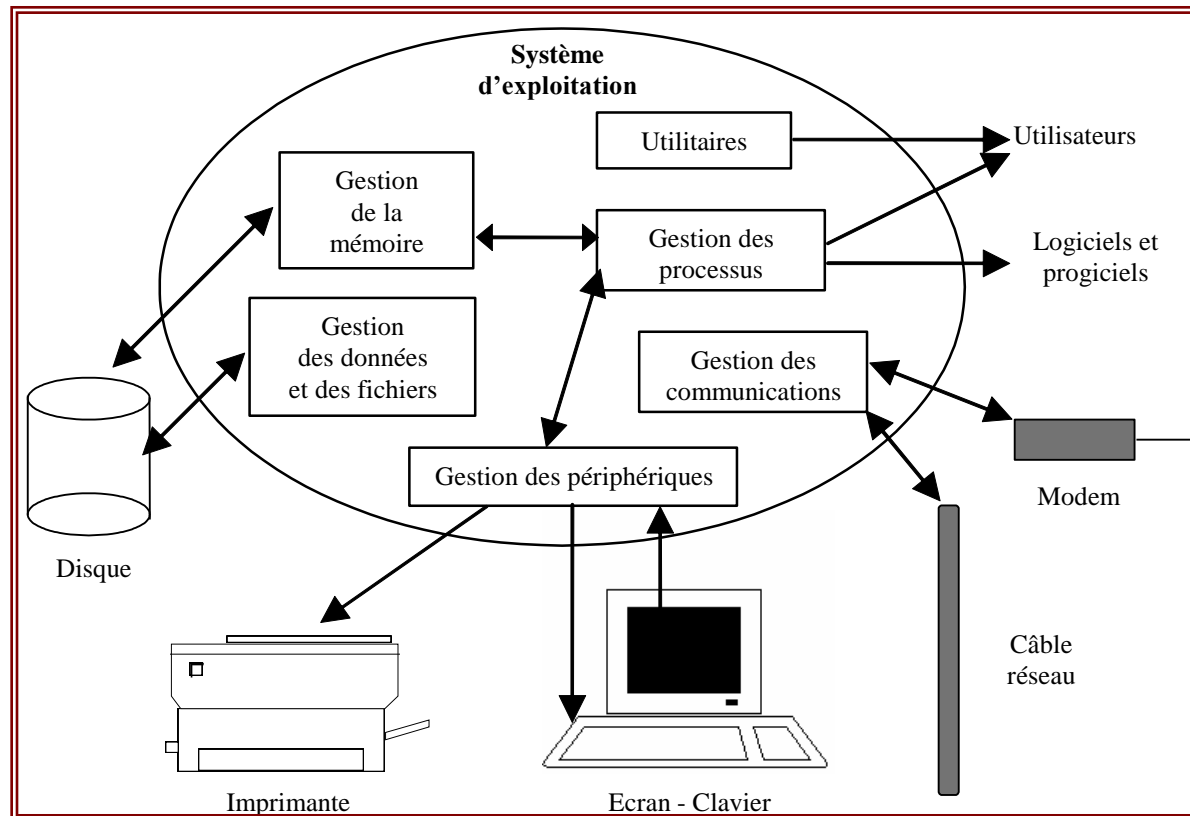 Système
d'exploitation
Utilitaires
Utilisateurs
Gestion
de la
mémoire
Gestion des
processus
Logiciels et
progiciels
Gestion
des données
et des fichiers
Gestion des
communications
Gestion des périphériques
Modem
Disque
Câble
réseau
Imprimante
Ecran - Clavier